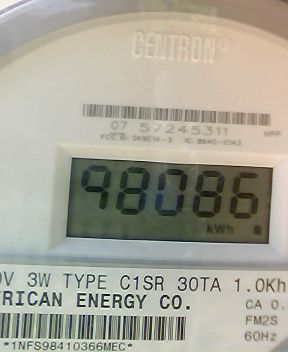 CENTRON®
07 57245311 NPP
98086
kWh
0V 3W TYPE C1SR 30TA 1.0Kh
RICAN ENERGY CO. CA 0.
FM2S
60Hz
*1NFS98410366MEC*